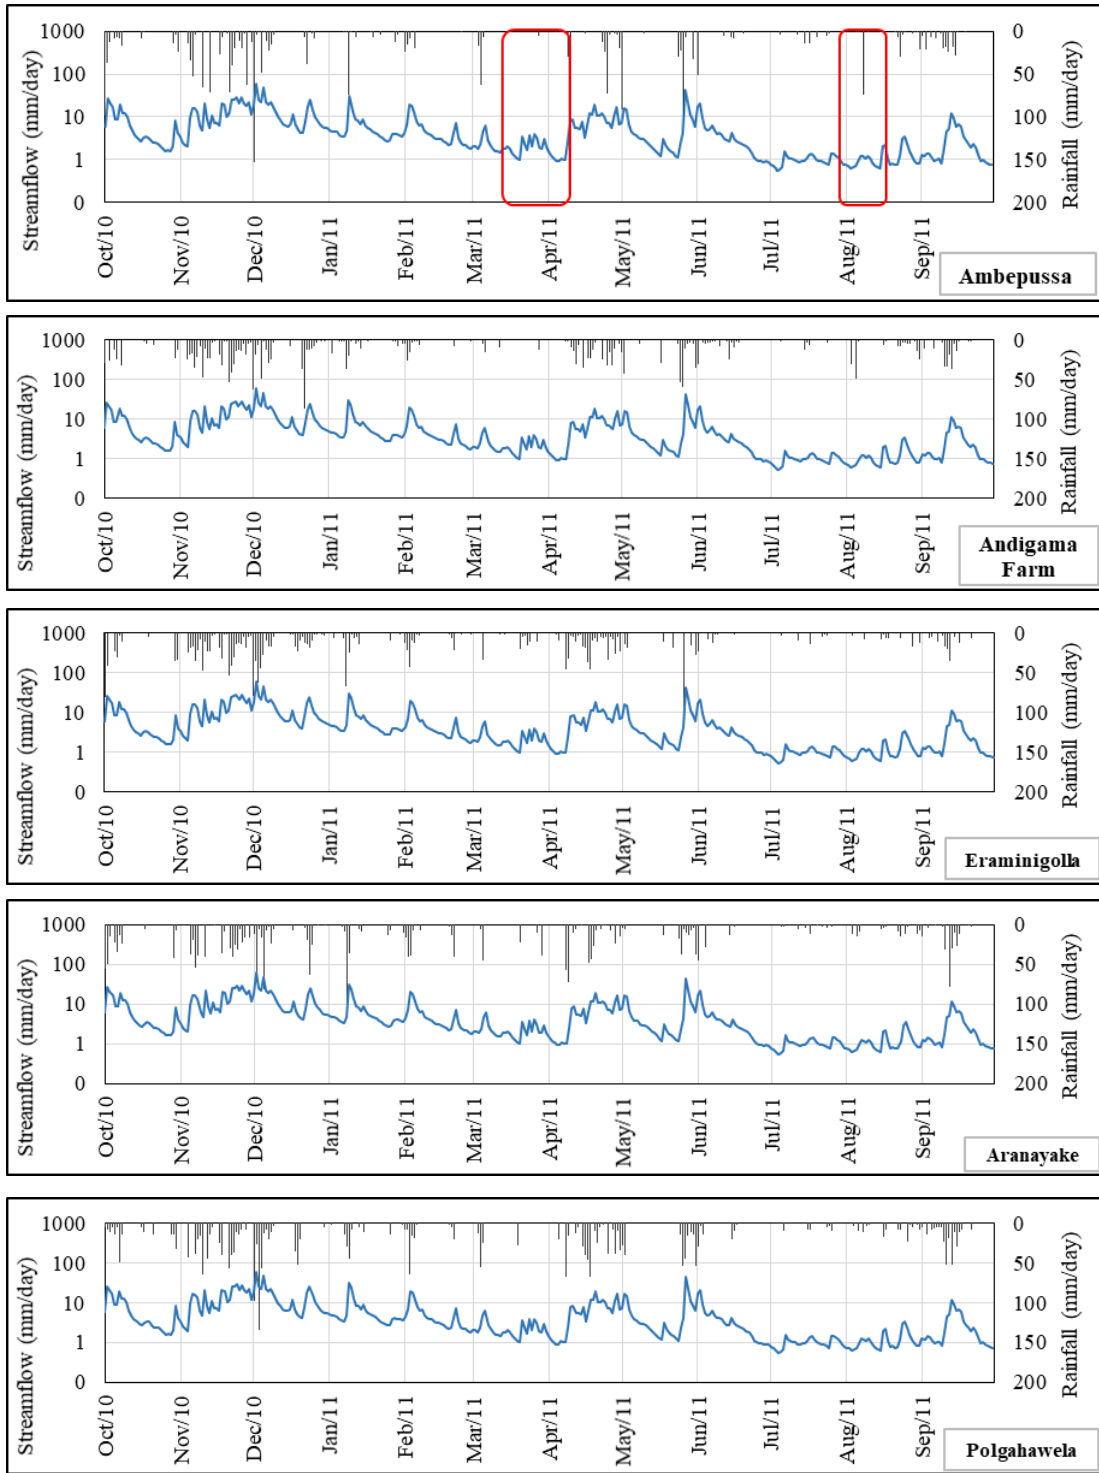 Streamflow (mm/day)
1000
100
10
1
0
0
50
100
150
200
Rainfall (mm/day)
Oct/10
Nov/10
Dec/10
Jan/11
Feb/11
Mar/11
Apr/11
May/11
Jun/11
Jul/11
Aug/11
Sep/11
Ambepussa
Streamflow (mm/day)
1000
100
10
1
0
0
50
100
150
200
Rainfall (mm/day)
Oct/10
Nov/10
Dec/10
Jan/11
Feb/11
Mar/11
Apr/11
May/11
Jun/11
Jul/11
Aug/11
Sep/11
Andigama
Farm
Streamflow (mm/day)
1000
100
10
1
0
0
50
100
150
200
Rainfall (mm/day)
Oct/10
Nov/10
Dec/10
Jan/11
Feb/11
Mar/11
Apr/11
May/11
Jun/11
Jul/11
Aug/11
Sep/11
Eraminigolla
Streamflow (mm/day)
1000
100
10
1
0
0
50
100
150
200
Rainfall (mm/day)
Oct/10
Nov/10
Dec/10
Jan/11
Feb/11
Mar/11
Apr/11
May/11
Jun/11
Jul/11
Aug/11
Sep/11
Aranayake
Streamflow (mm/day)
1000
100
10
1
0
0
50
100
150
200
Rainfall (mm/day)
Oct/10
Nov/10
Dec/10
Jan/11
Feb/11
Mar/11
Apr/11
May/11
Jun/11
Jul/11
Aug/11
Sep/11
Polgahawela